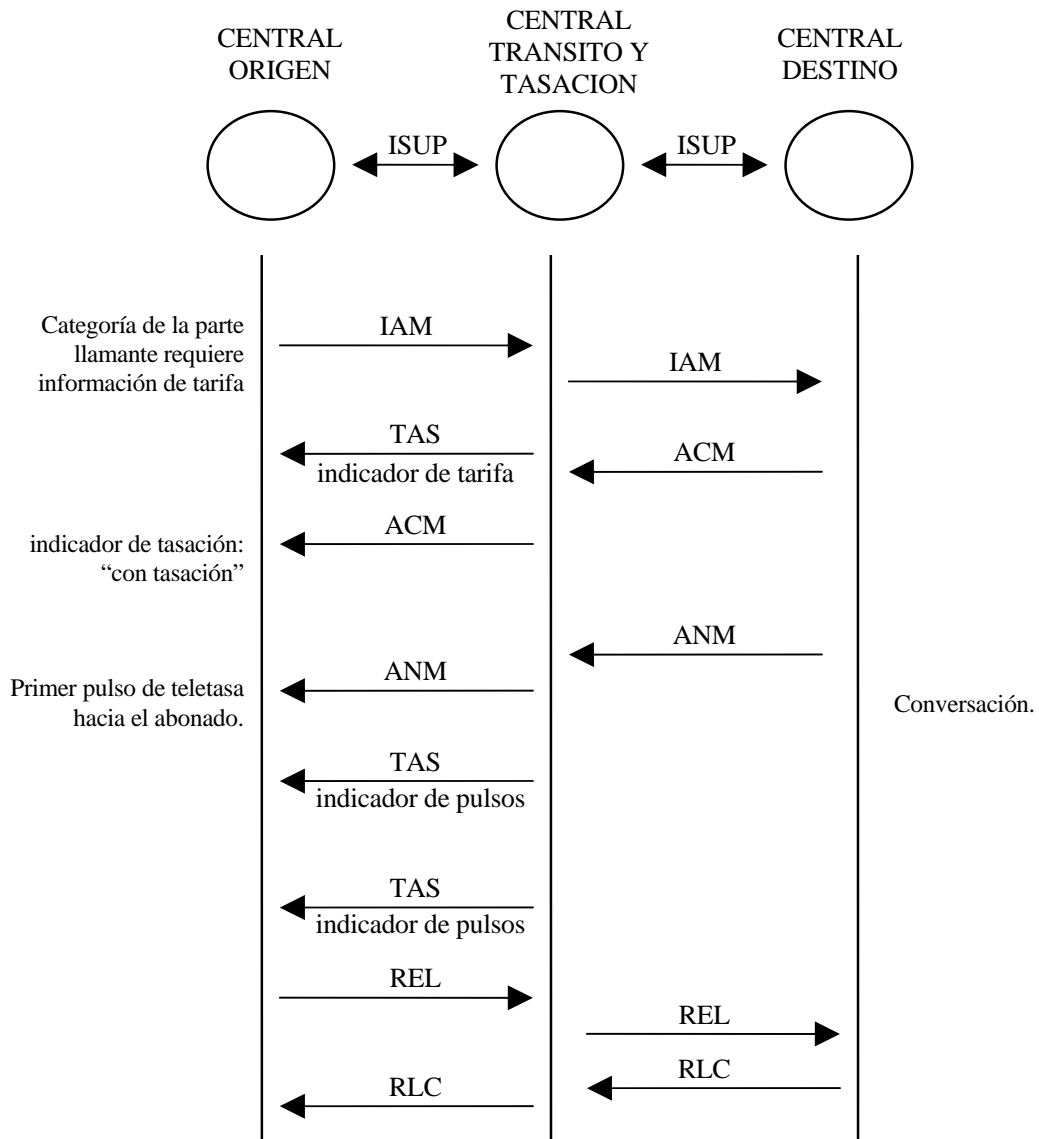 CENTRAL
ORIGEN
CENTRAL
TRANSITO Y
TASACION
CENTRAL
DESTINO
ISUP
ISUP
Categoría de la parte
llamante requiere
información de tarifa
IAM
IAM
TAS
indicador de tarifa
ACM
indicador de tasación:
“con tasación”
ACM
ANM
Primer pulso de teletasa
hacia el abonado.
ANM
Conversación.
TAS
indicador de pulsos
TAS
indicador de pulsos
REL
REL
RLC
RLC